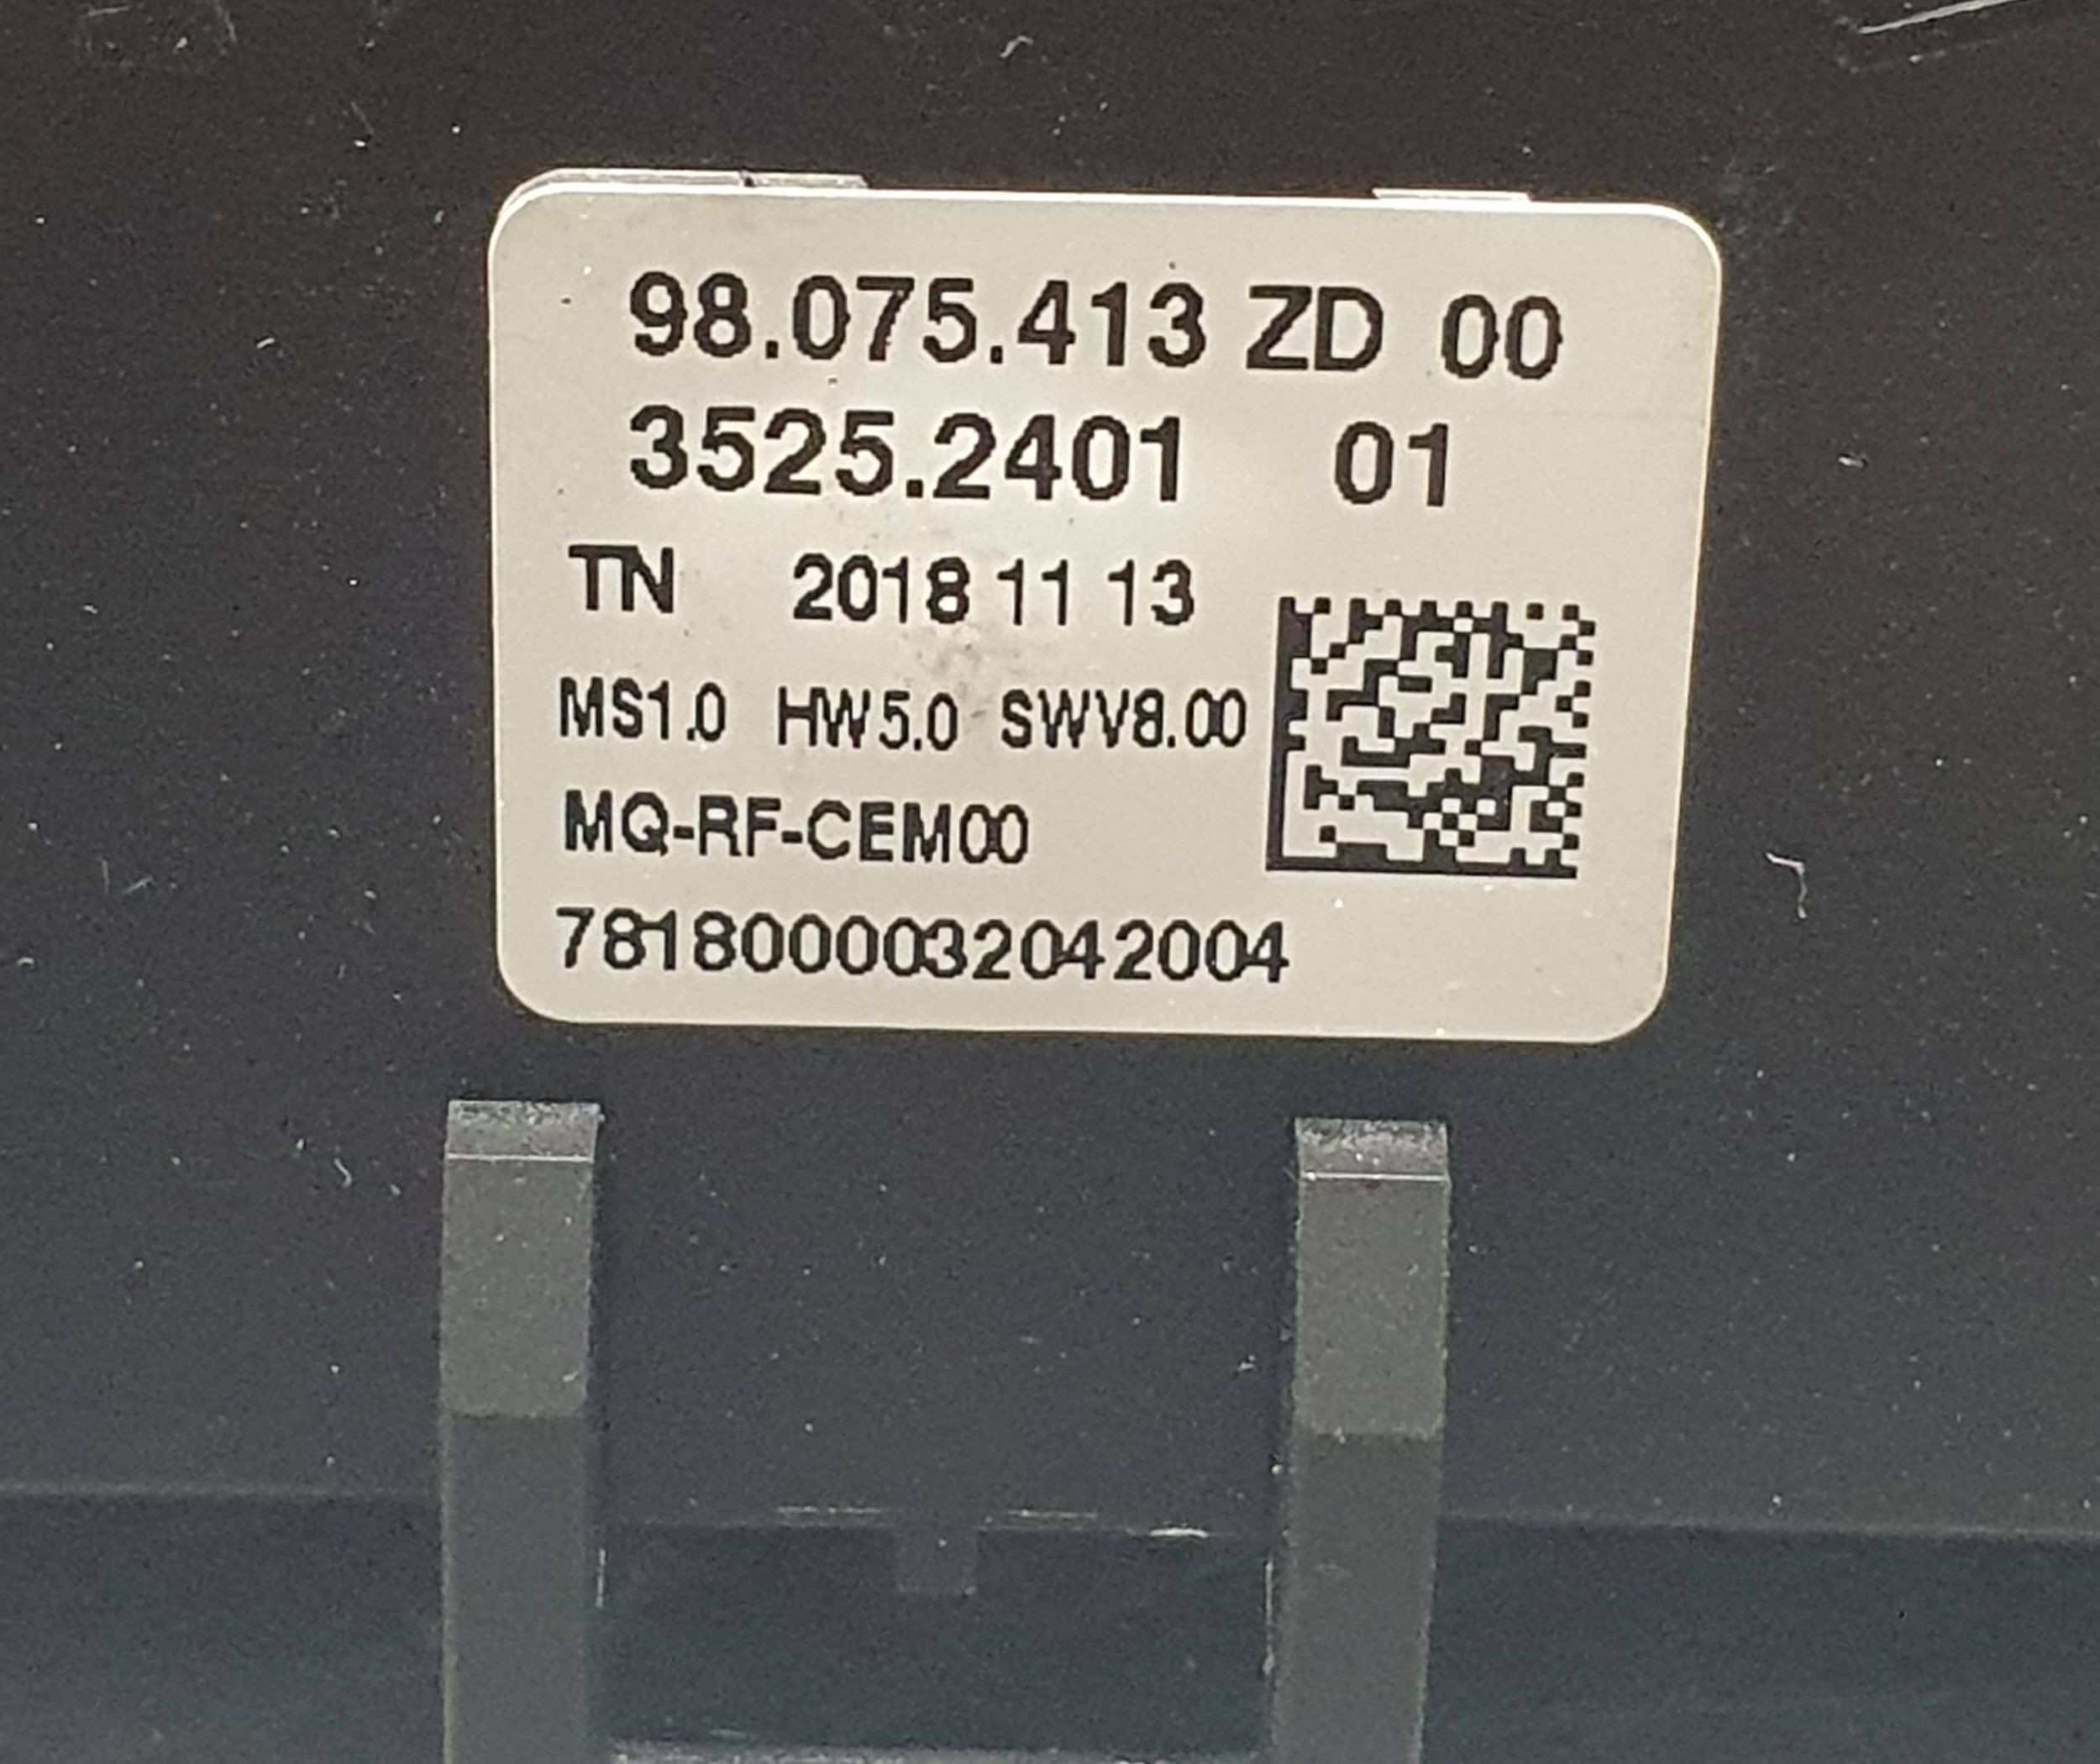 98.075.413 ZD 00
3525.2401 01
TN 2018 11 13
MS1.0 HW5.0 SWV8.00
MQ-RF-CEM00
7818000032042004